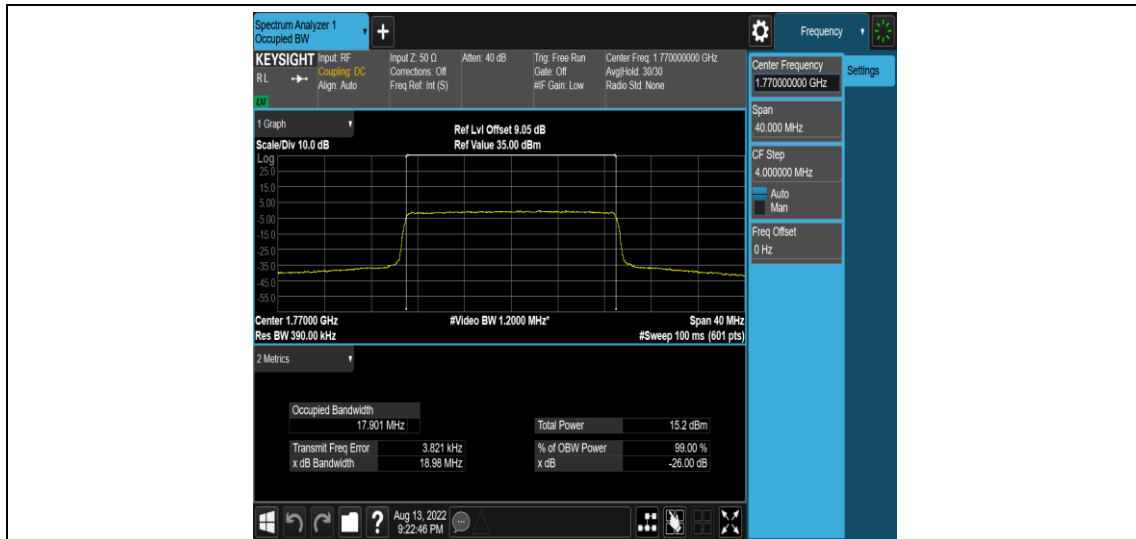 Spectrum Analyzer 1
Occupied BW
+
Frequency
KEYSIGHT Input: RF
RL
Coupling: DC
Align: Auto
LXI
Input Z: 50 Ω
Corrections: Off
Freq Ref: Int (S)
Atten: 40 dB
Trig: Free Run
Gate: Off
#IF Gain: Low
Center Freq: 1.770000000 GHz
Avg|Hold: 30/30
Radio Std: None
Center Frequency
1.770000000 GHz
Settings
Span
40.000 MHz
CF Step
4.000000 MHz
Auto
Man
Freq Offset
0 Hz
1 Graph
Ref Lvl Offset 9.05 dB
Scale/Div 10.0 dB
Ref Value 35.00 dBm
Log
25.0
15.0
5.00
-5.00
-15.0
-25.0
-35.0
-45.0
-55.0
Center 1.77000 GHz
#Video BW 1.2000 MHz*
Span 40 MHz
Res BW 390.00 kHz
#Sweep 100 ms (601 pts)
2 Metrics
Occupied Bandwidth
17.901 MHz
Total Power 15.2 dBm
Transmit Freq Error 3.821 kHz
% of OBW Power 99.00 %
x dB Bandwidth 18.98 MHz
x dB -26.00 dB
?
Aug 13, 2022
9:22:46 PM